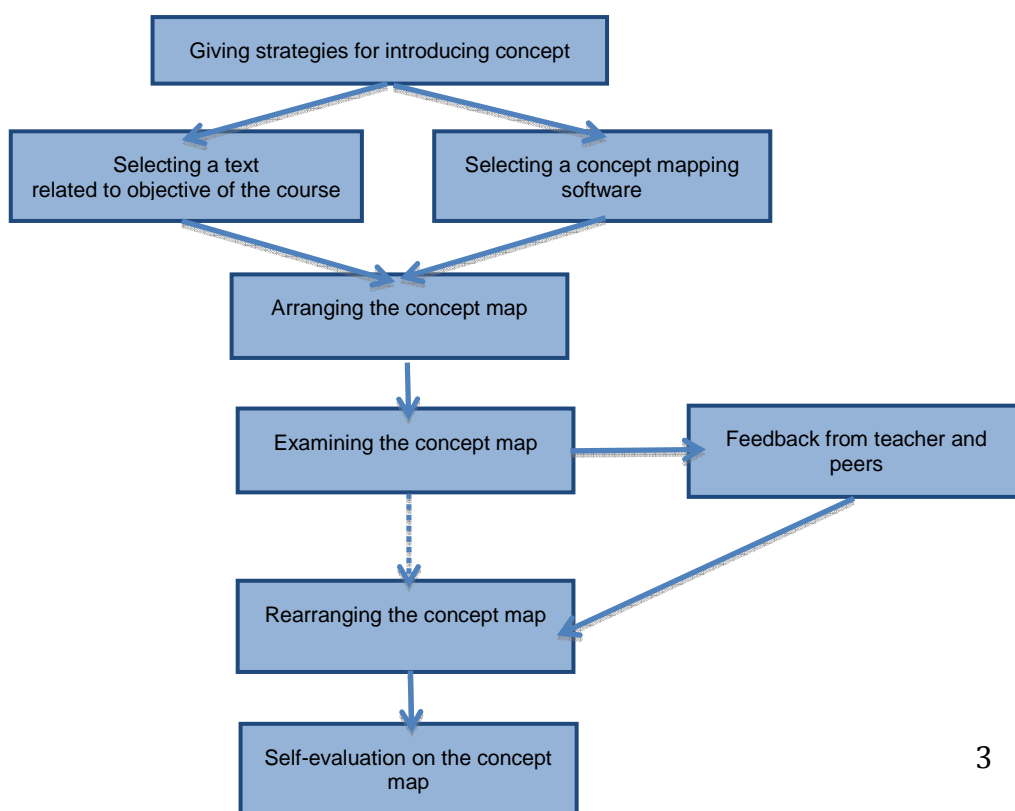 Giving strategies for introducing concept
Selecting a text
related to objective of the course
Selecting a concept mapping
software
Arranging the concept map
Examining the concept map
Feedback from teacher and
peers
Rearranging the concept map
Self-evaluation on the concept
map
3